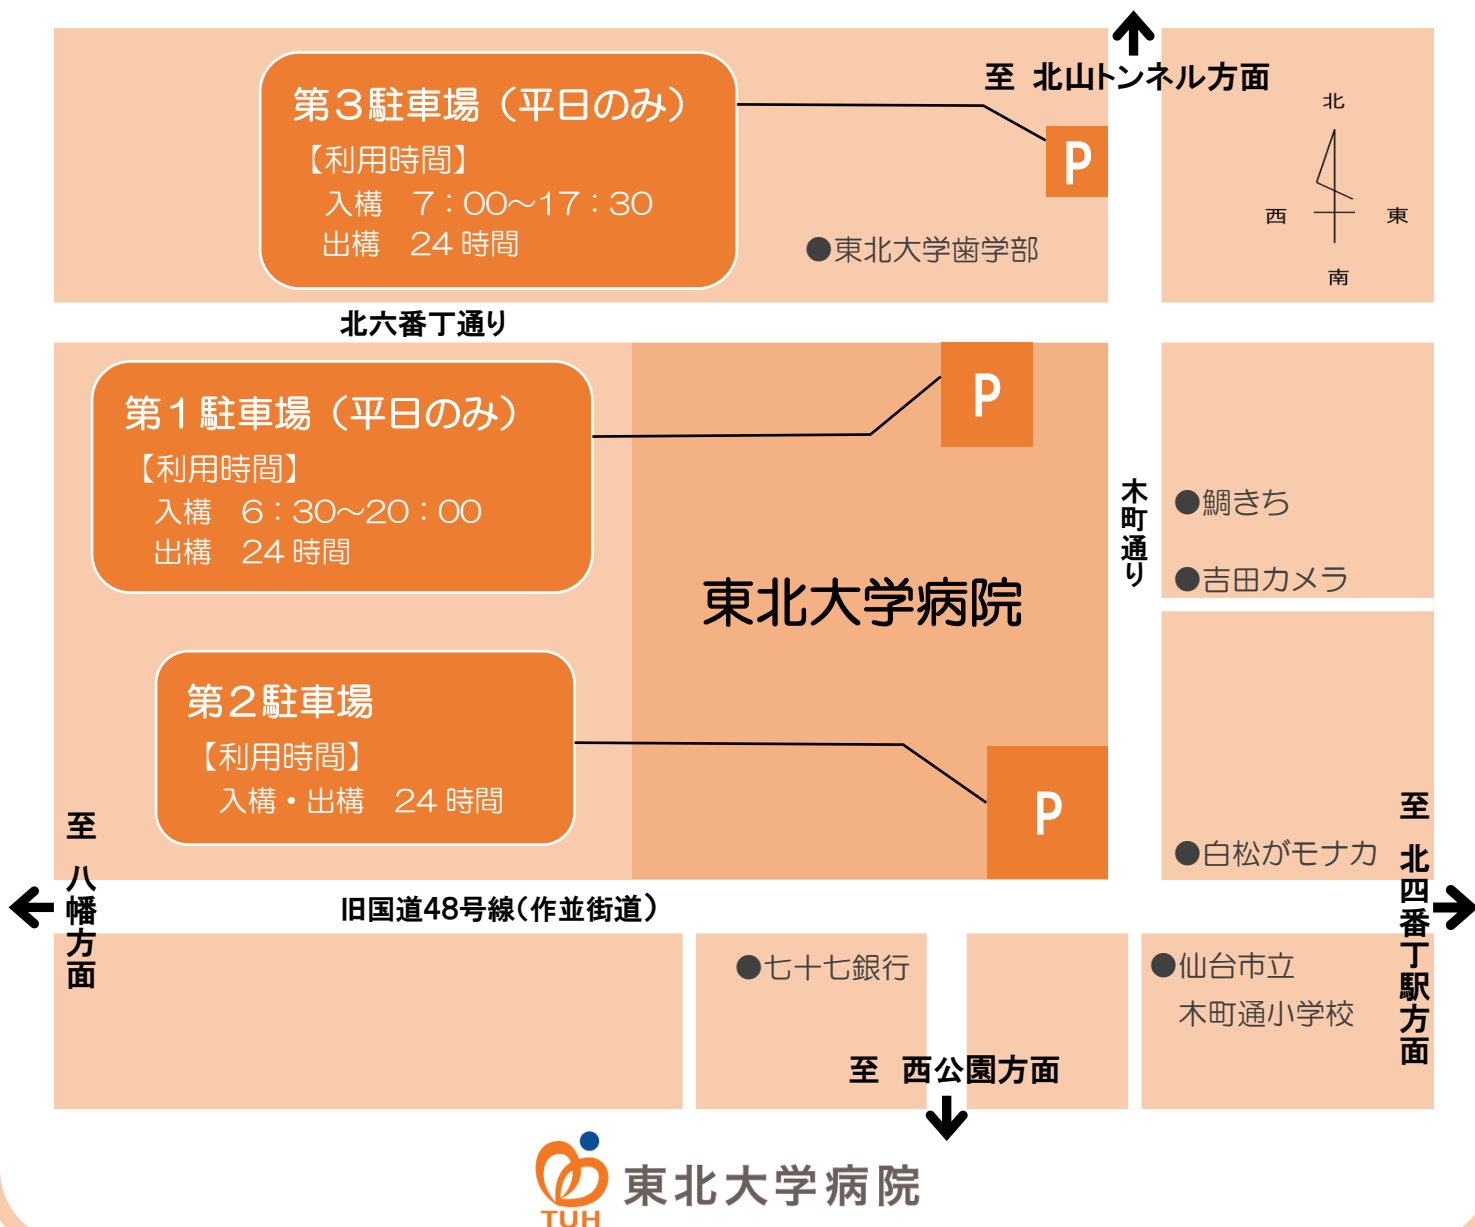 至　北山トンネル方面
北
西
東
南
第３駐車場（平日のみ）
【利用時間】
入構　７：００～１７：３０
出構　２４時間
P
●東北大学歯学部
北六番丁通り
第１駐車場（平日のみ）
【利用時間】
入構　６：３０～２０：００
出構　２４時間
P
木町通り
●鯛きち
●吉田カメラ
東北大学病院
第２駐車場
【利用時間】
入構・出構　２４時間
P
●白松がモナカ
至　八幡方面
至　北四番丁駅方面
旧国道48号線（作並街道）
●七十七銀行
●仙台市立
木町通小学校
至　西公園方面
東北大学病院
TUH